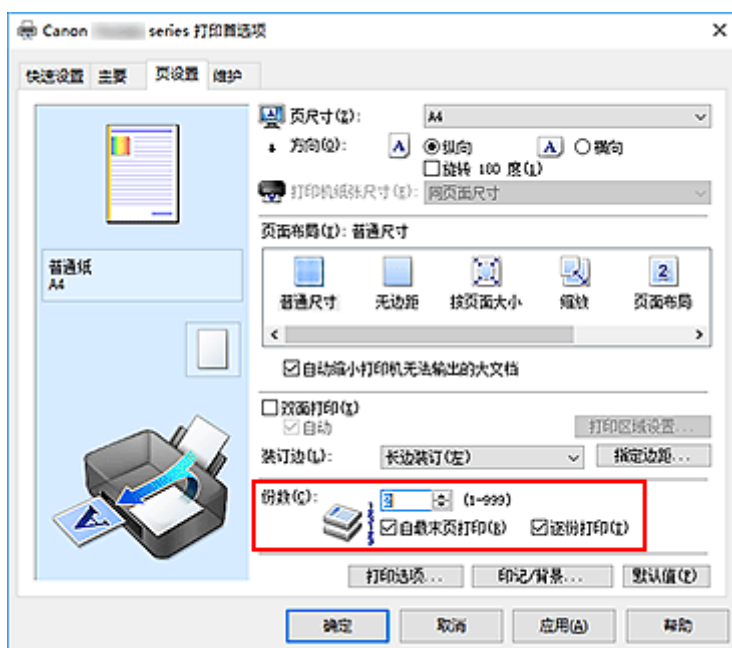 Canon series 打印首选项
快速设置 主要 页设置 维护
页尺寸(Z): A4
方向(O): A 纵向 A 横向
旋转 180 度(L)
打印机纸张尺寸(E): 同页面尺寸
页面布局(I): 普通尺寸
普通纸
A4
普通尺寸 无边距 按页面大小 缩放 页面布局
自动缩小打印机无法输出的大文档
双面打印(X)
自动 打印区域设置...
装订边(L): 长边装订(左) 指定边距...
份数(C): (1-999)
自最末页打印(B) 逐份打印(T)
打印选项... 印记/背景... 默认值(F)
确定 取消 应用(A) 帮助